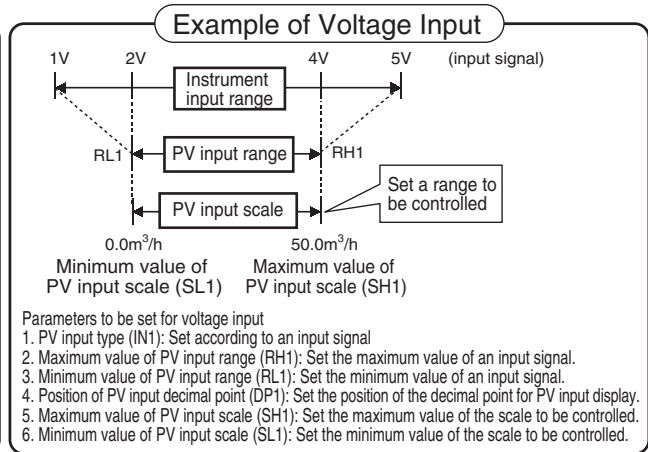 Example of Voltage Input
1V 2V 4V 5V (input signal)
Instrument
input range
RL1 PV input range RH1
PV input scale
Set a range to
be controlled
0.0m³/h 50.0m³/h
Minimum value of Maximum value of
PV input scale (SL1) PV input scale (SH1)
Parameters to be set for voltage input
1. PV input type (IN1): Set according to an input signal
2. Maximum value of PV input range (RH1): Set the maximum value of an input signal.
3. Minimum value of PV input range (RL1): Set the minimum value of an input signal.
4. Position of PV input decimal point (DP1): Set the position of the decimal point for PV input display.
5. Maximum value of PV input scale (SH1): Set the maximum value of the scale to be controlled.
6. Minimum value of PV input scale (SL1): Set the minimum value of the scale to be controlled.